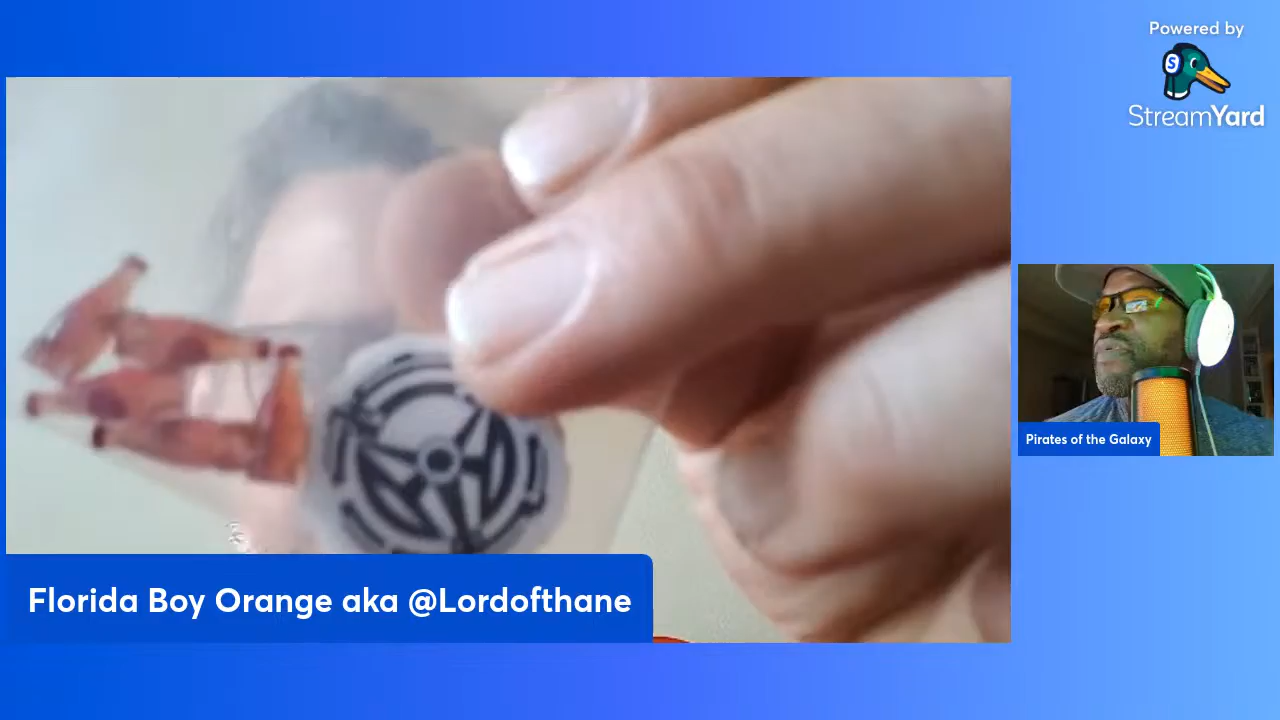 Powered by
S
StreamYard
Pirates of the Galaxy
Florida Boy Orange aka @Lordofthane